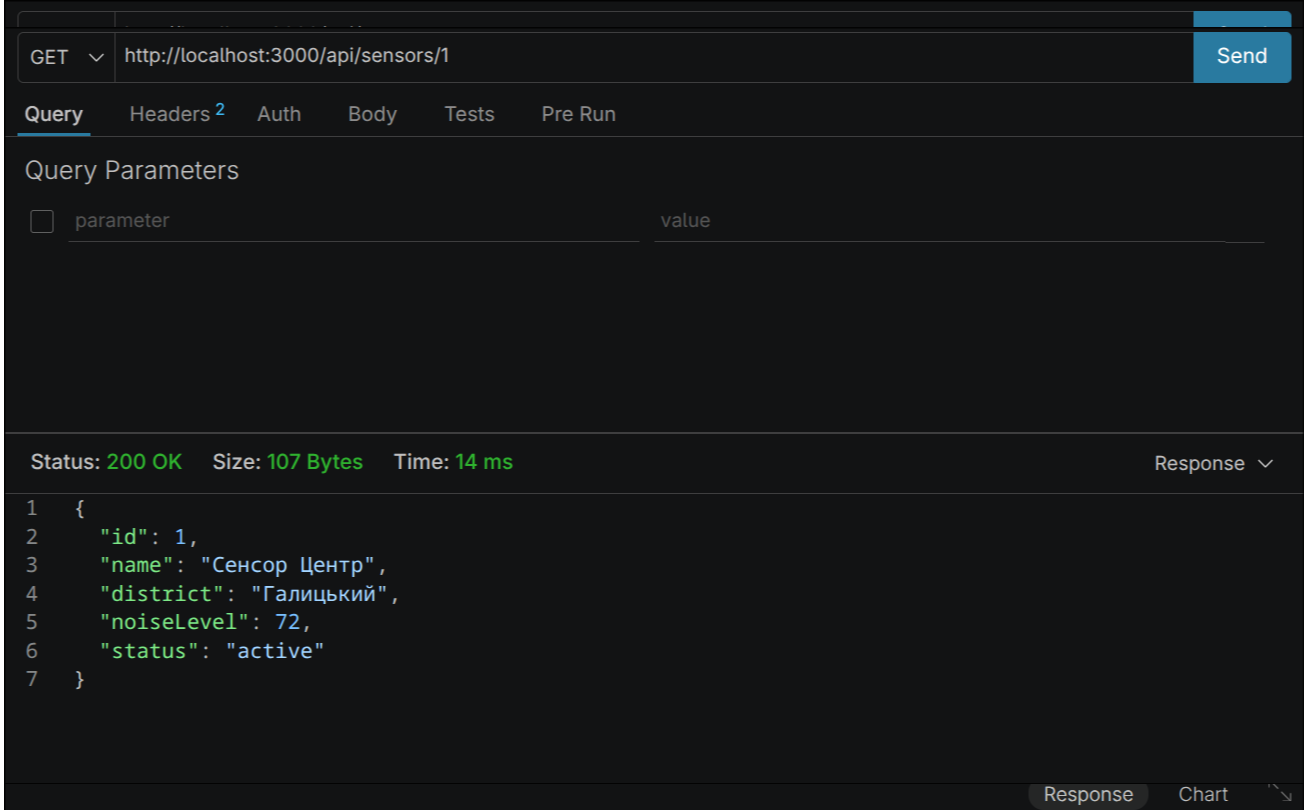 GET http://localhost:3000/api/sensors/1 Send
Query Headers 2 Auth Body Tests Pre Run
Query Parameters
parameter value
Status: 200 OK Size: 107 Bytes Time: 14 ms Response
1 {
2 "id": 1,
3 "name": "Сенсор Центр",
4 "district": "Галицький",
5 "noiseLevel": 72,
6 "status": "active"
7 }
Response Chart